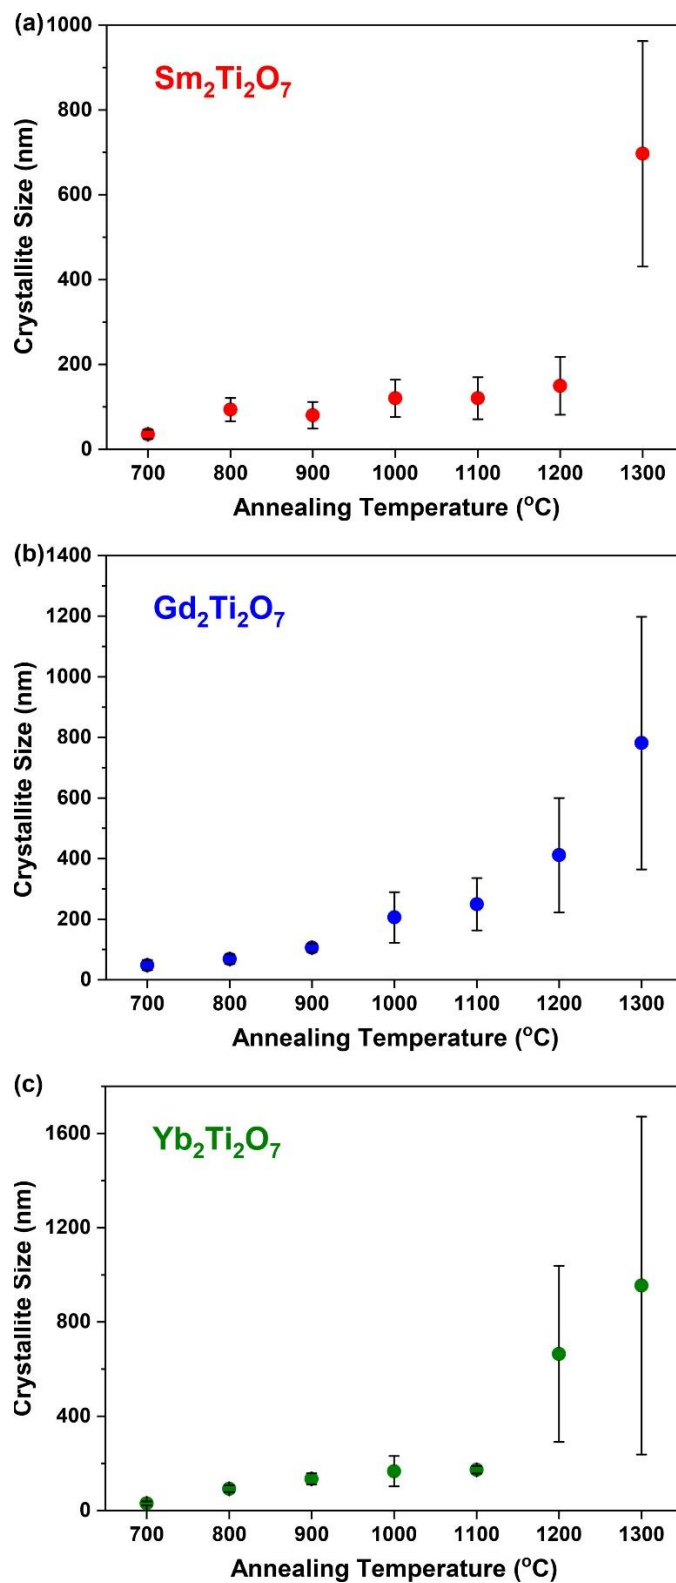 (a)
Sm₂Ti₂O₇
Crystallite Size (nm)
1000
800
600
400
200
0
700 800 900 1000 1100 1200 1300
Annealing Temperature (°C)
(b)
Gd₂Ti₂O₇
Crystallite Size (nm)
1400
1200
1000
800
600
400
200
0
700 800 900 1000 1100 1200 1300
Annealing Temperature (°C)
(c)
Yb₂Ti₂O₇
Crystallite Size (nm)
1600
1200
800
400
0
700 800 900 1000 1100 1200 1300
Annealing Temperature (°C)